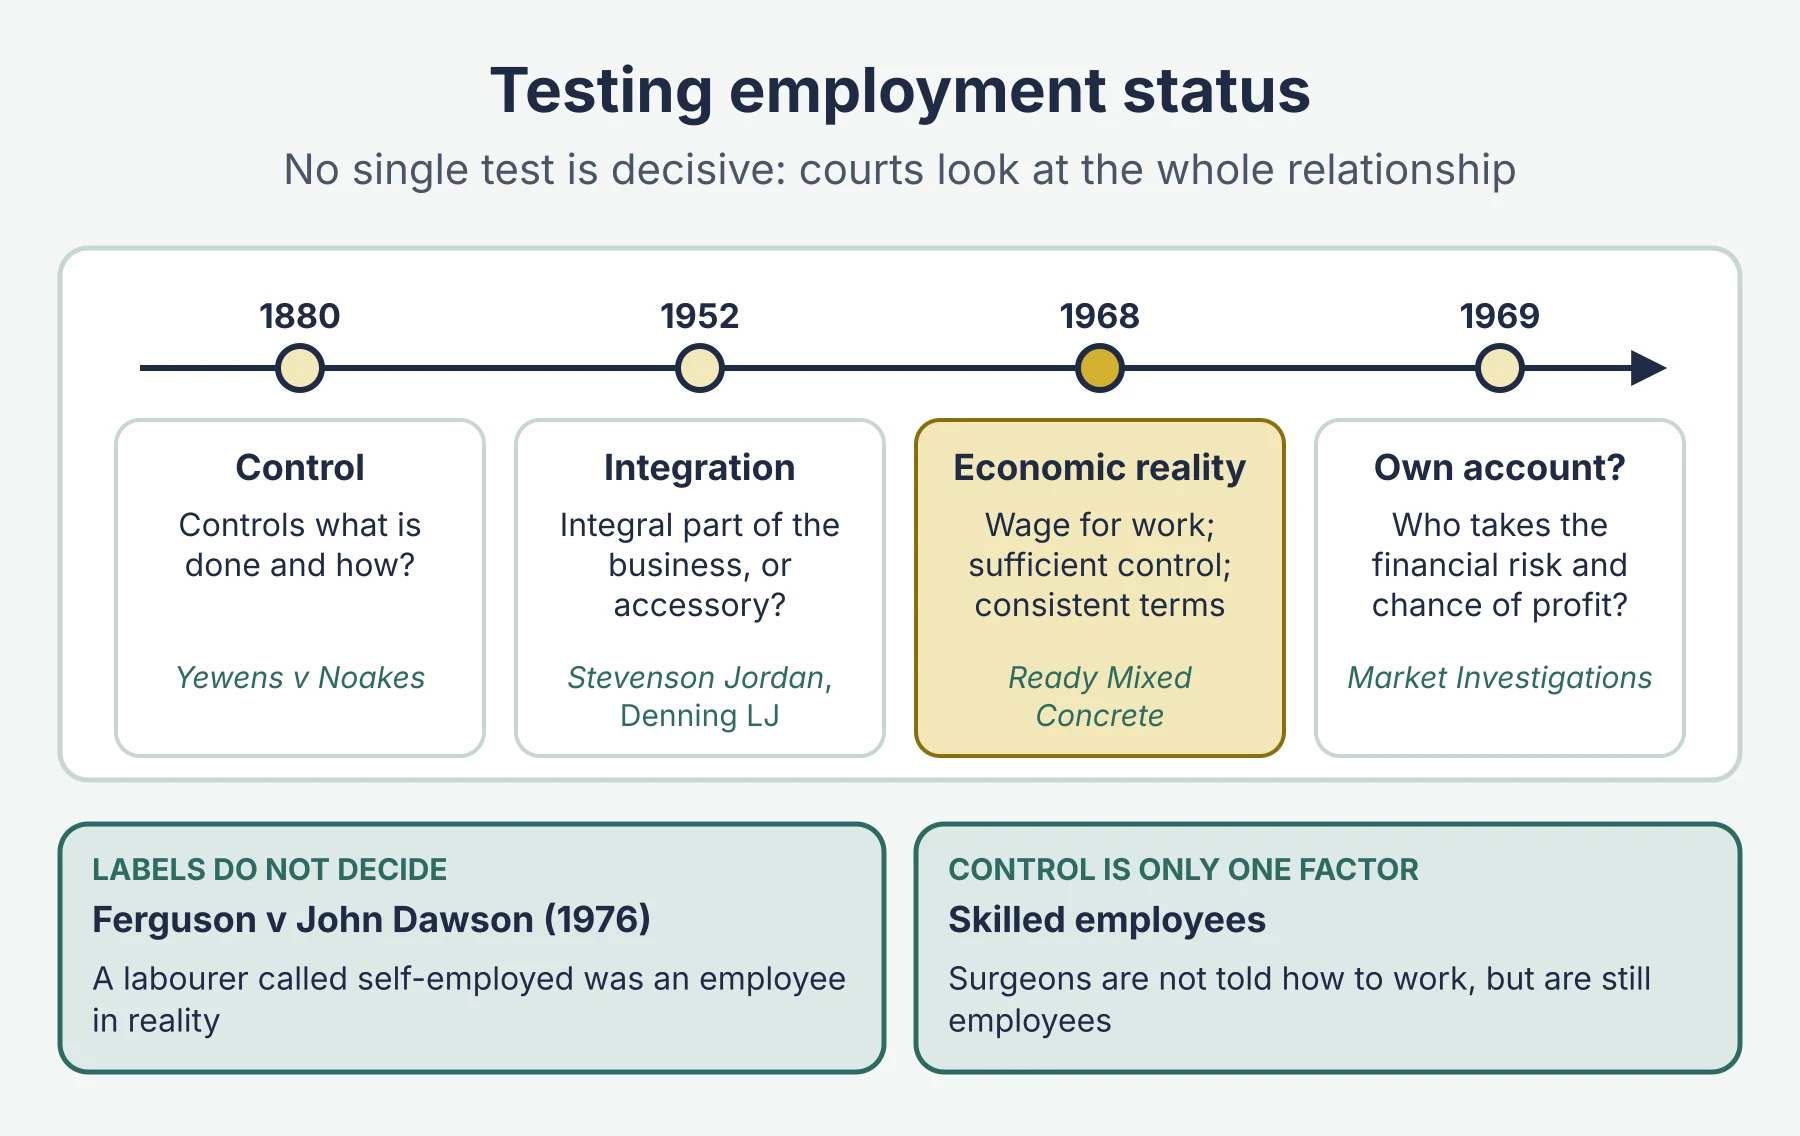 Testing employment status
No single test is decisive: courts look at the whole relationship
1880
1952
1968
1969
Control
Controls what is
done and how?
Yewens v Noakes
Integration
Integral part of the
business, or
accessory?
Stevenson Jordan,
Denning LJ
Economic reality
Wage for work;
sufficient control;
consistent terms
Ready Mixed
Concrete
Own account?
Who takes the
financial risk and
chance of profit?
Market Investigations
LABELS DO NOT DECIDE
Ferguson v John Dawson (1976)
A labourer called self-employed was an employee
in reality
CONTROL IS ONLY ONE FACTOR
Skilled employees
Surgeons are not told how to work, but are still
employees